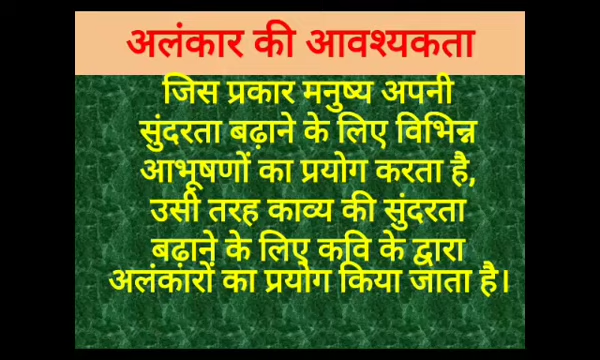 अलंकार की आवश्यकता
जिस प्रकार मनुष्य अपनी
सुंदरता बढ़ाने के लिए विभिन्न
आभूषणों का प्रयोग करता है,
उसी तरह काव्य की सुंदरता
बढ़ाने के लिए कवि के द्वारा
अलंकारों का प्रयोग किया जाता है।